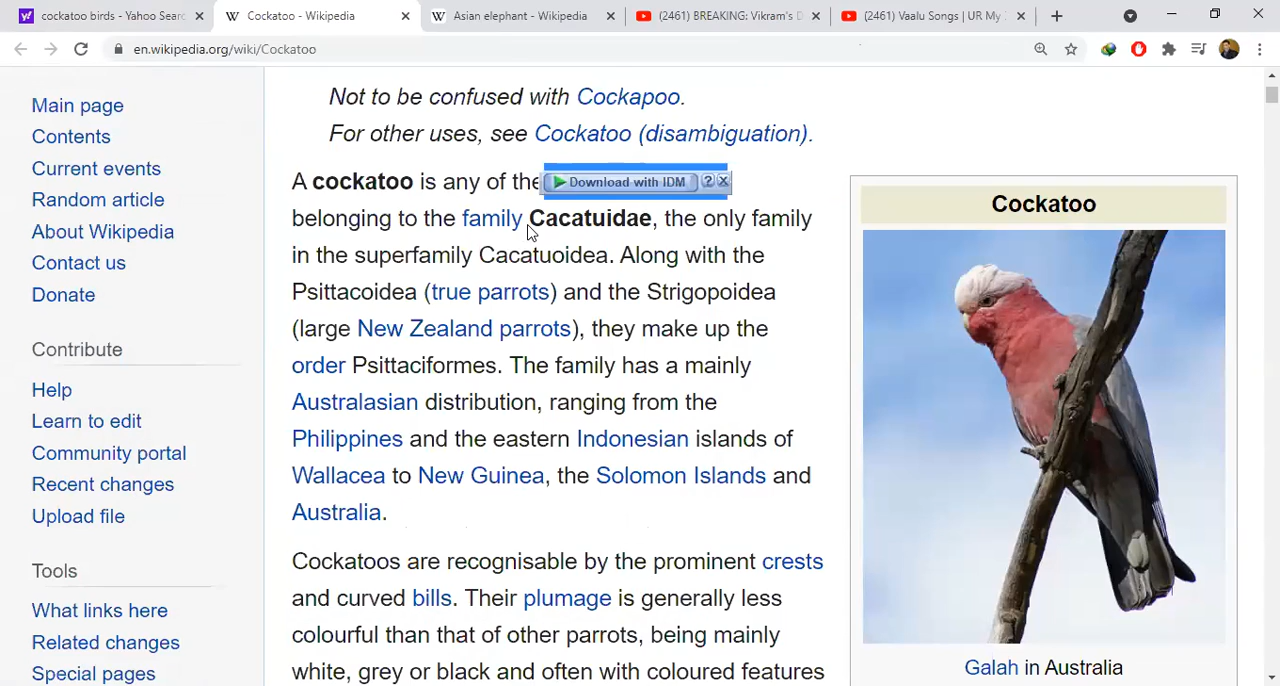 cockatoo birds - Yahoo Sear
Cockatoo - Wikipedia
Asian elephant - Wikipedia
(2461) BREAKING: Vikram's D
(2461) Vaalu Songs | UR My
en.wikipedia.org/wiki/Cockatoo
Main page
Contents
Current events
Random article
About Wikipedia
Contact us
Donate
Contribute
Help
Learn to edit
Community portal
Recent changes
Upload file
Tools
What links here
Related changes
Special pages
Not to be confused with Cockapoo.
For other uses, see Cockatoo (disambiguation).
A cockatoo is any of the
Download with IDM ?
belonging to the family Cacatuidae, the only family
in the superfamily Cacatuoidea. Along with the
Psittacoidea (true parrots) and the Strigopoidea
(large New Zealand parrots), they make up the
order Psittaciformes. The family has a mainly
Australasian distribution, ranging from the
Philippines and the eastern Indonesian islands of
Wallacea to New Guinea, the Solomon Islands and
Australia.
Cockatoos are recognisable by the prominent crests
and curved bills. Their plumage is generally less
colourful than that of other parrots, being mainly
white, grey or black and often with coloured features
Cockatoo
Galah in Australia